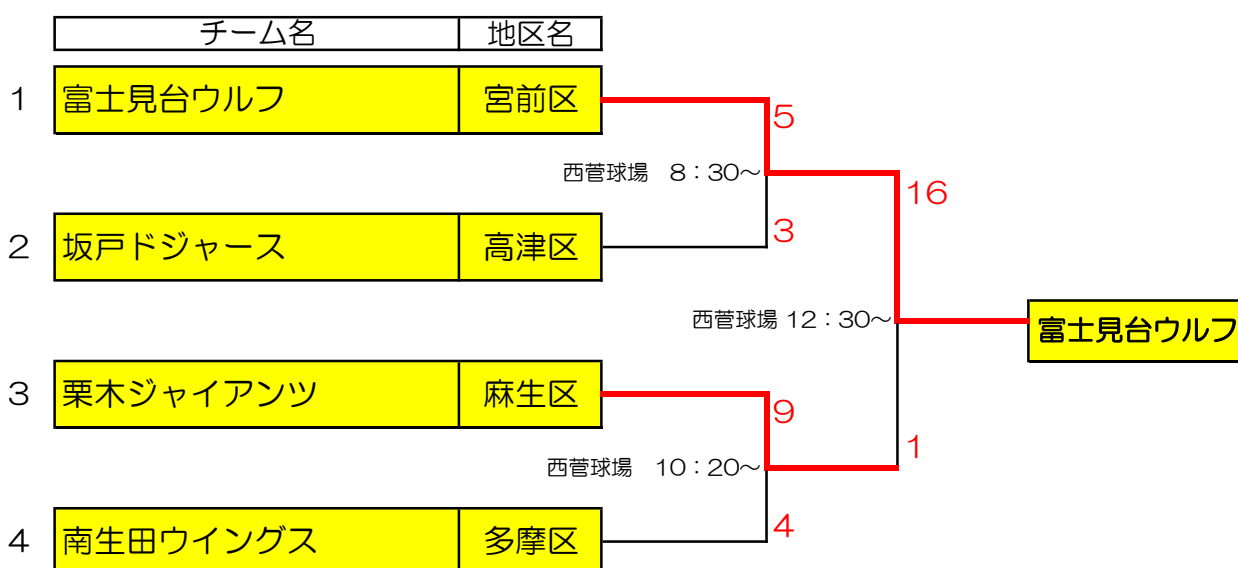 チーム名 地区名
1 富士見台ウルフ 宮前区
5
西菅球場 8：30～
16
2 坂戸ドジャース 高津区
3
西菅球場 12：30～
富士見台ウルフ
3 栗木ジャイアンツ 麻生区
9
1
西菅球場 10：20～
4 南生田ウイングス 多摩区
4